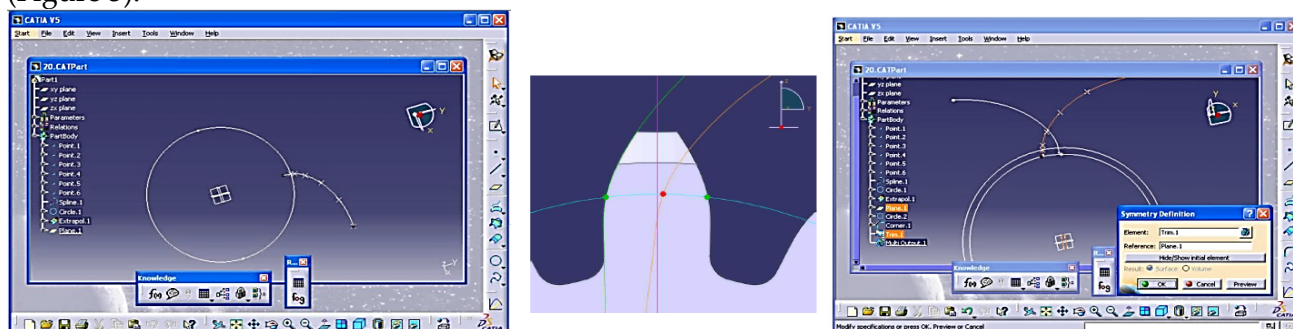 (Figure 3).
CATIA V5
Start File Edit View Insert Tools Window Help
20.CATPart
Part1
xy plane
yz plane
zx plane
Parameters
Relations
PartBody
Point.1
Point.2
Point.3
Point.4
Point.5
Point.6
Spline.1
Circle.1
Extrapol.1
Plane.1
Knowledge
R...
fog
CATIA V5
Start File Edit View Insert Tools Window Help
20.CATPart
zx plane
Parameters
Relations
PartBody
Point.1
Point.2
Point.3
Point.4
Point.5
Point.6
Spline.1
Circle.1
Extrapol.1
Plane.1
Circle.2
Corner.1
Trim.1
Multi Output.1
Symmetry Definition
Element: Trim.1
Reference: Plane.1
Hide/Show initial element
Result: Surface Volume
OK Cancel Preview
Knowledge
R...
fog
Modify specifications or press OK, Preview or Cancel